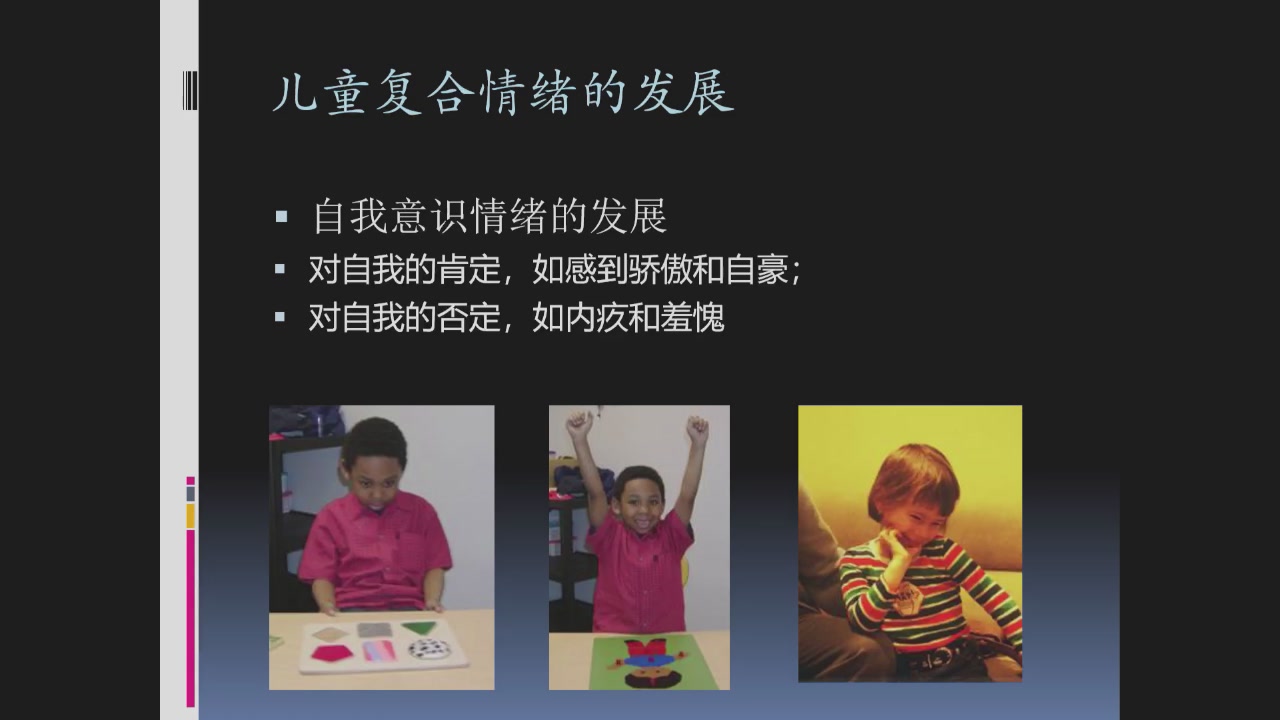 儿童复合情绪的发展
自我意识情绪的发展
对自我的肯定，如感到骄傲和自豪；
对自我的否定，如内疚和羞愧